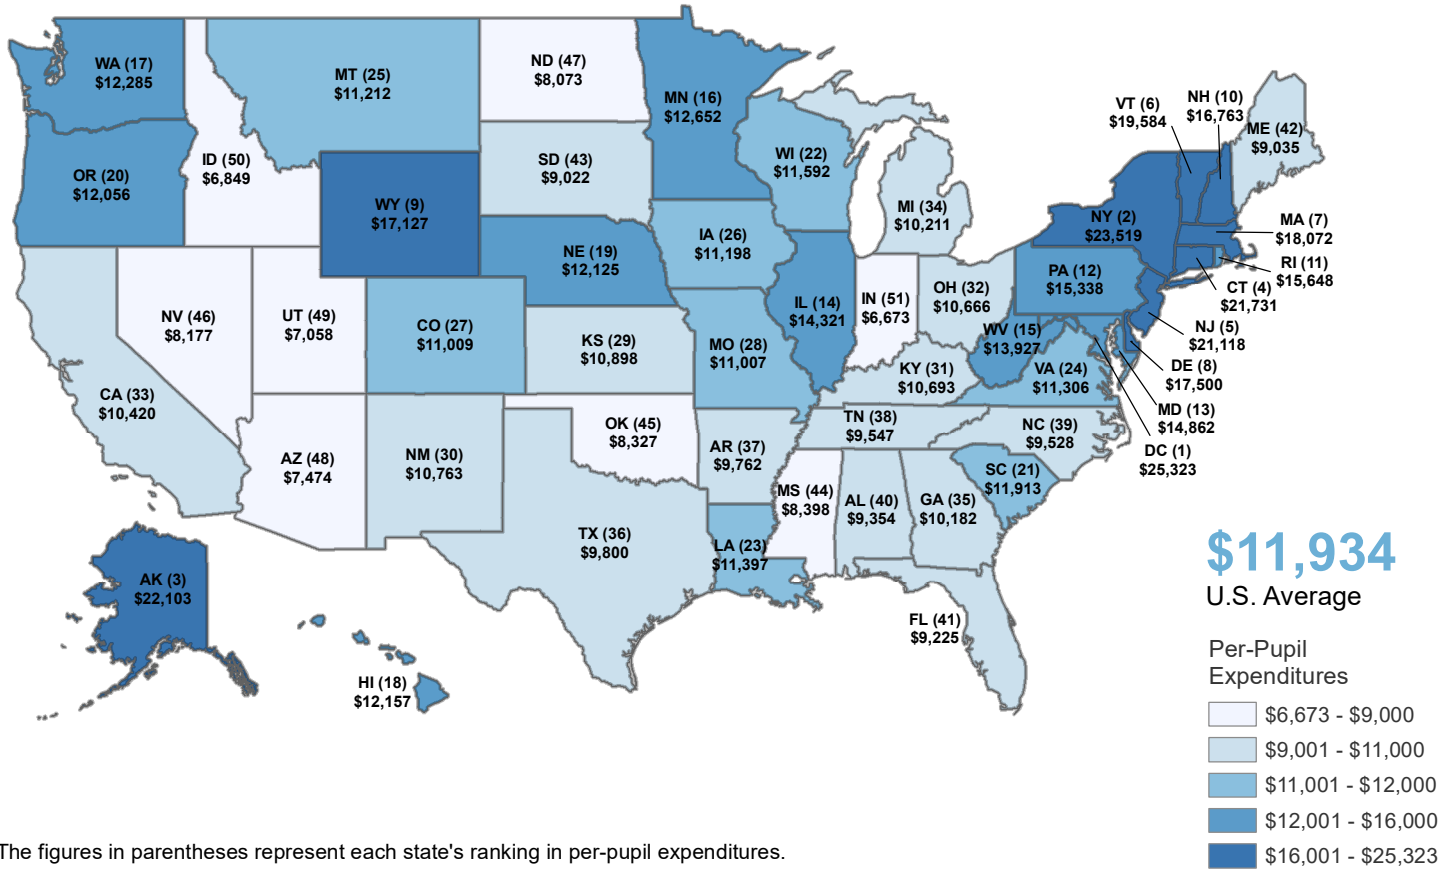 WA (17)
$12,285
MT (25)
$11,212
ND (47)
$8,073
MN (16)
$12,652
VT (6)
$19,584
NH (10)
$16,763
ME (42)
$9,035
OR (20)
$12,056
ID (50)
$6,849
SD (43)
$9,022
WI (22)
$11,592
WY (9)
$17,127
MI (34)
$10,211
NY (2)
$23,519
MA (7)
$18,072
NE (19)
$12,125
IA (26)
$11,198
PA (12)
$15,338
RI (11)
$15,648
CT (4)
$21,731
NV (46)
$8,177
UT (49)
$7,058
CO (27)
$11,009
KS (29)
$10,898
MO (28)
$11,007
IL (14)
$14,321
IN (51)
$6,673
OH (32)
$10,666
WV (15)
$13,927
NJ (5)
$21,118
CA (33)
$10,420
KY (31)
$10,693
VA (24)
$11,306
DE (8)
$17,500
MD (13)
$14,862
DC (1)
$25,323
AZ (48)
$7,474
NM (30)
$10,763
OK (45)
$8,327
AR (37)
$9,762
TN (38)
$9,547
NC (39)
$9,528
SC (21)
$11,913
MS (44)
$8,398
AL (40)
$9,354
GA (35)
$10,182
TX (36)
$9,800
LA (23)
$11,397
FL (41)
$9,225
AK (3)
$22,103
HI (18)
$12,157
$11,934
U.S. Average
Per-Pupil
Expenditures
$6,673 - $9,000
$9,001 - $11,000
$11,001 - $12,000
$12,001 - $16,000
$16,001 - $25,323
The figures in parentheses represent each state's ranking in per-pupil expenditures.